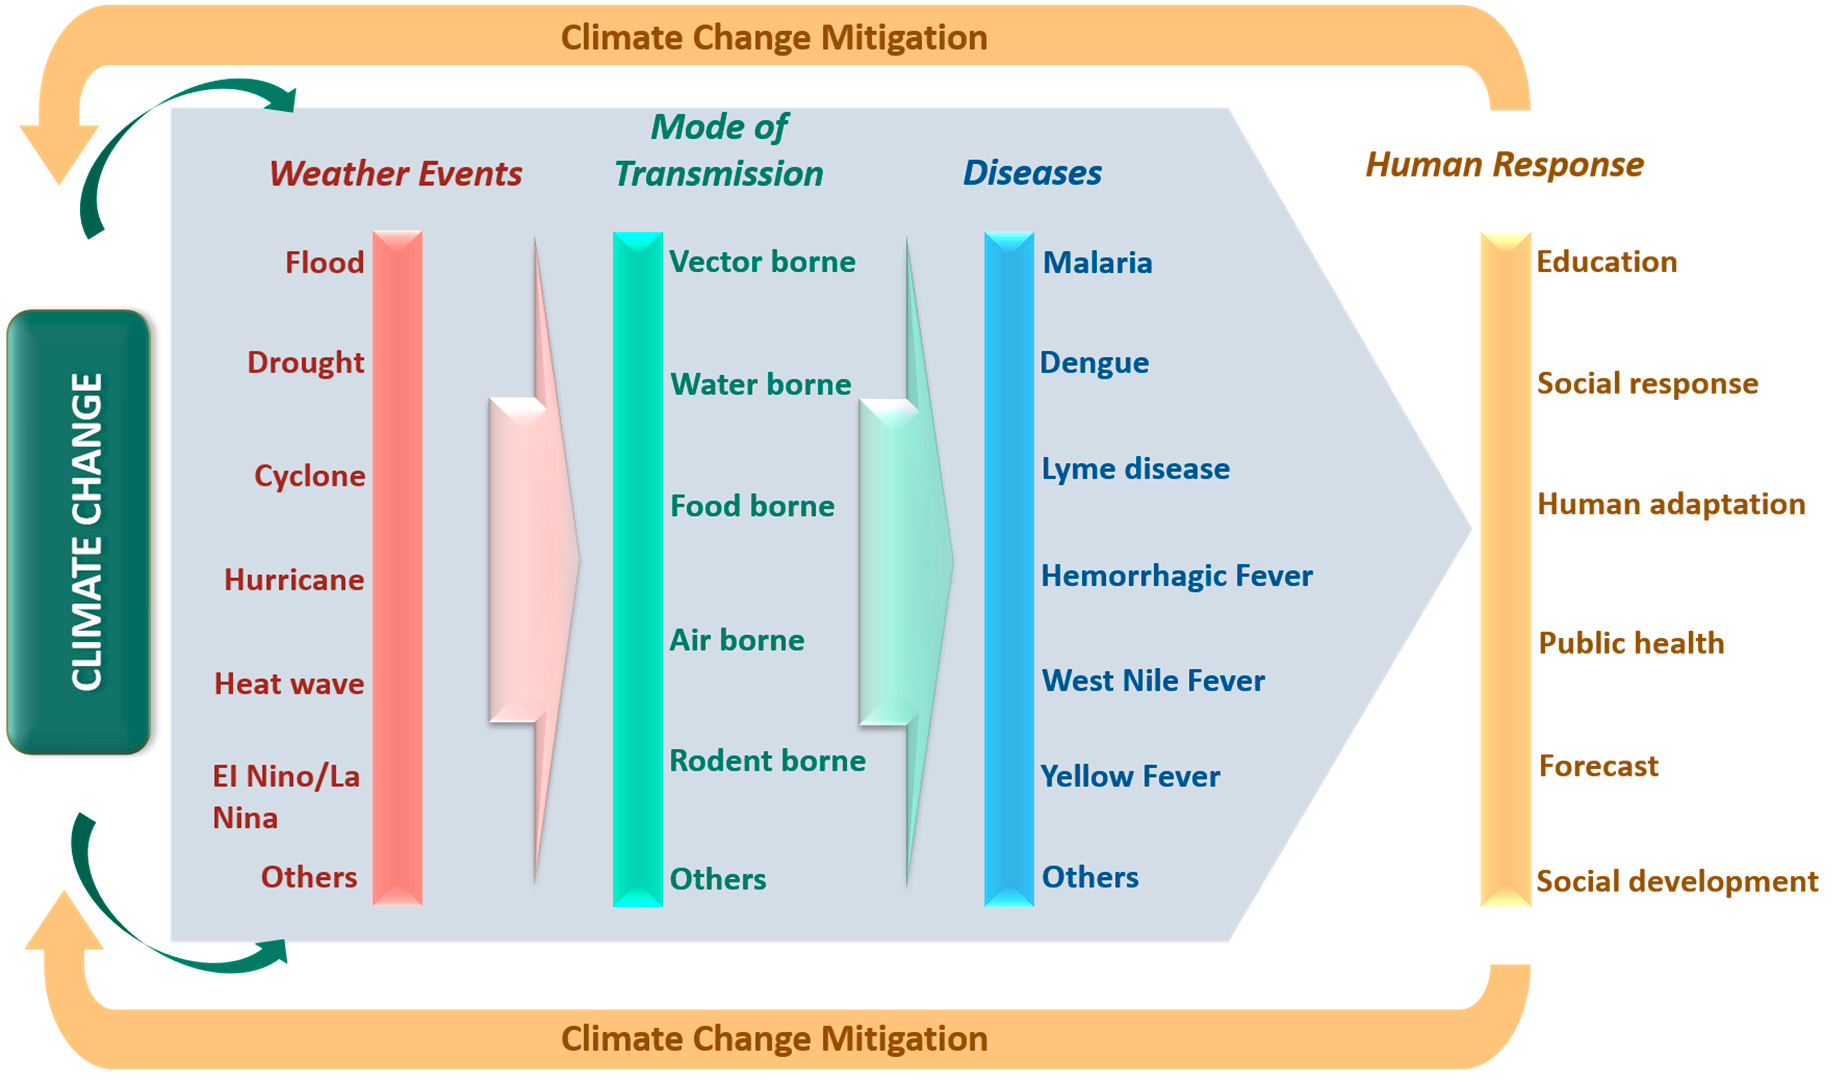 Climate Change Mitigation
CLIMATE CHANGE
Weather Events
Flood
Drought
Cyclone
Hurricane
Heat wave
El Nino/La
Nina
Others
Mode of
Transmission
Vector borne
Water borne
Food borne
Air borne
Rodent borne
Others
Diseases
Malaria
Dengue
Lyme disease
Hemorrhagic Fever
West Nile Fever
Yellow Fever
Others
Human Response
Education
Social response
Human adaptation
Public health
Forecast
Social development
Climate Change Mitigation